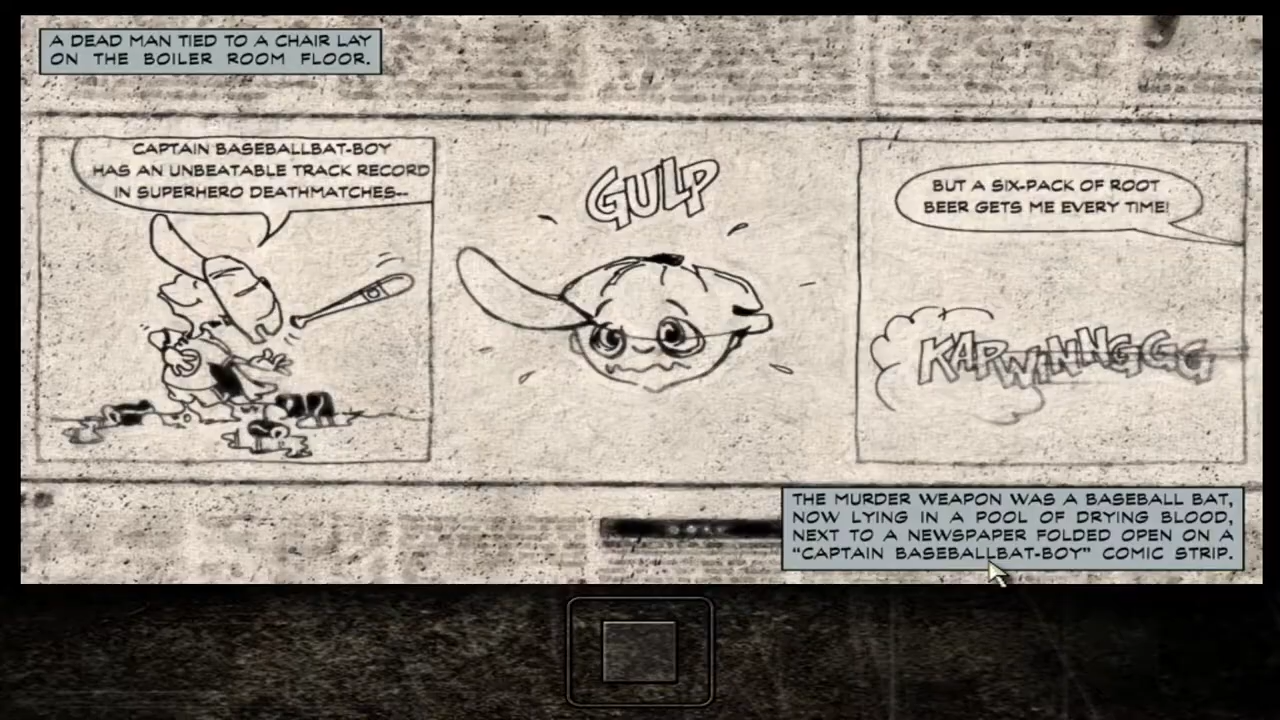 A DEAD MAN TIED TO A CHAIR LAY
ON THE BOILER ROOM FLOOR.
CAPTAIN BASEBALLBAT-BOY
HAS AN UNBEATABLE TRACK RECORD
IN SUPERHERO DEATHMATCHES--
GULP
BUT A SIX-PACK OF ROOT
BEER GETS ME EVERY TIME!
KARWINNGGG
THE MURDER WEAPON WAS A BASEBALL BAT,
NOW LYING IN A POOL OF DRYING BLOOD,
NEXT TO A NEWSPAPER FOLDED OPEN ON A
“CAPTAIN BASEBALLBAT-BOY” COMIC STRIP.